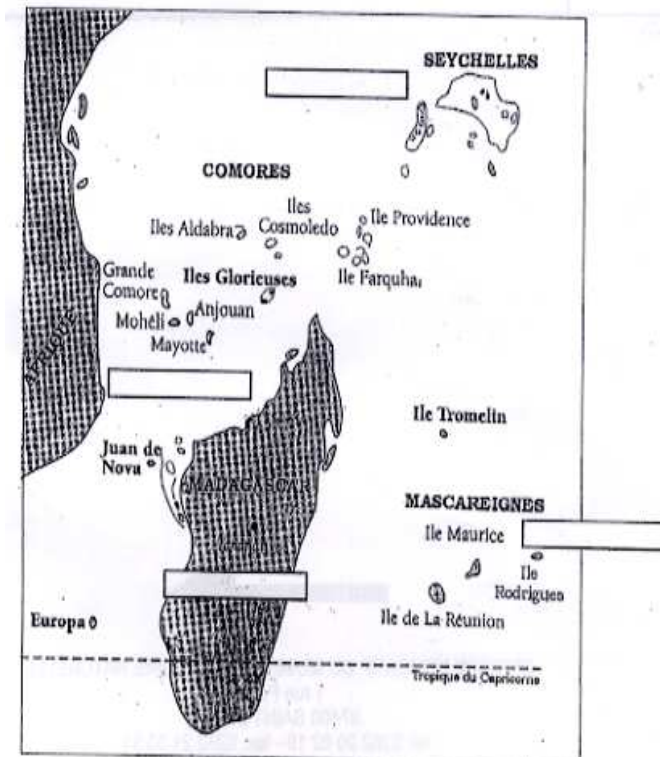 SEYCHELLES
COMORES
Iles Aldabra
Iles
Cosmoledo
Ile Providence
Ile Farquha
Grande
Comore
Iles Glorieuses
Anjouan
Mohéli
Mayotte
AFRIQUE
Ile Tromelin
Juan de
Nova
MADAGASCAR
MASCAREIGNES
Ile Maurice
Ile
Rodrigues
Ile de La Réunion
Europa
Tropique du Capricorne